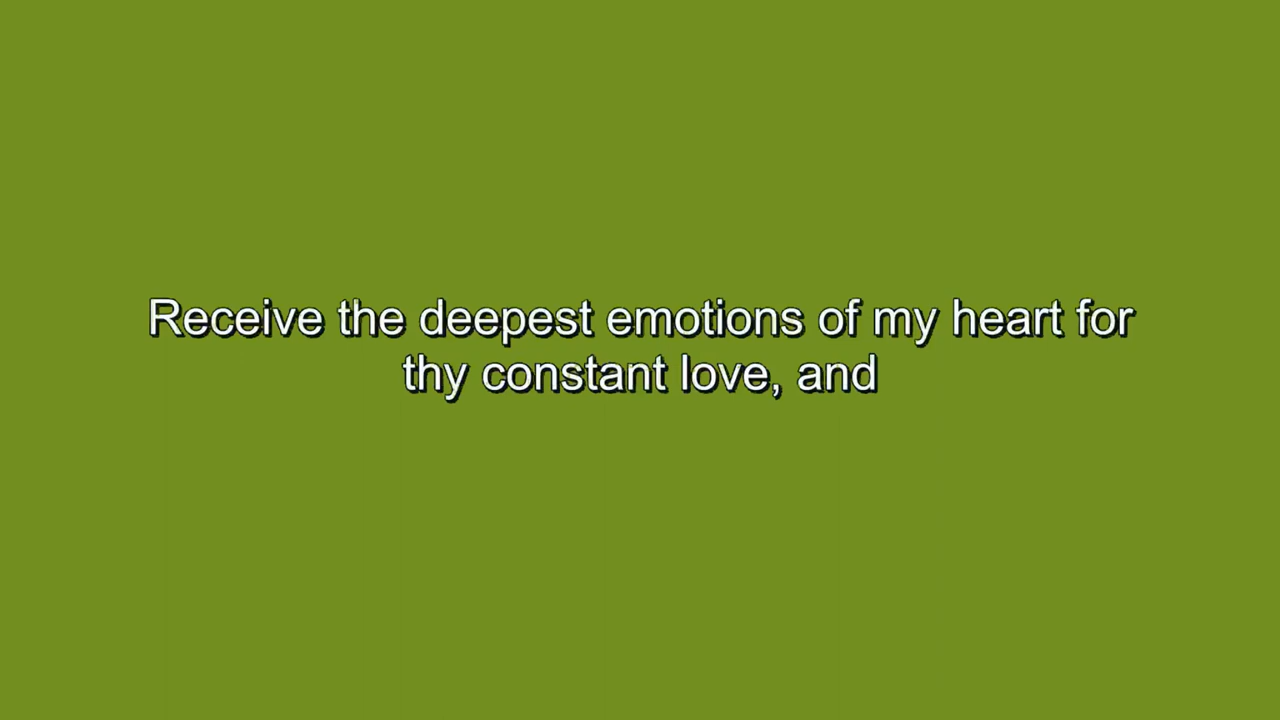 Receive the deepest emotions of my heart for
thy constant love, and